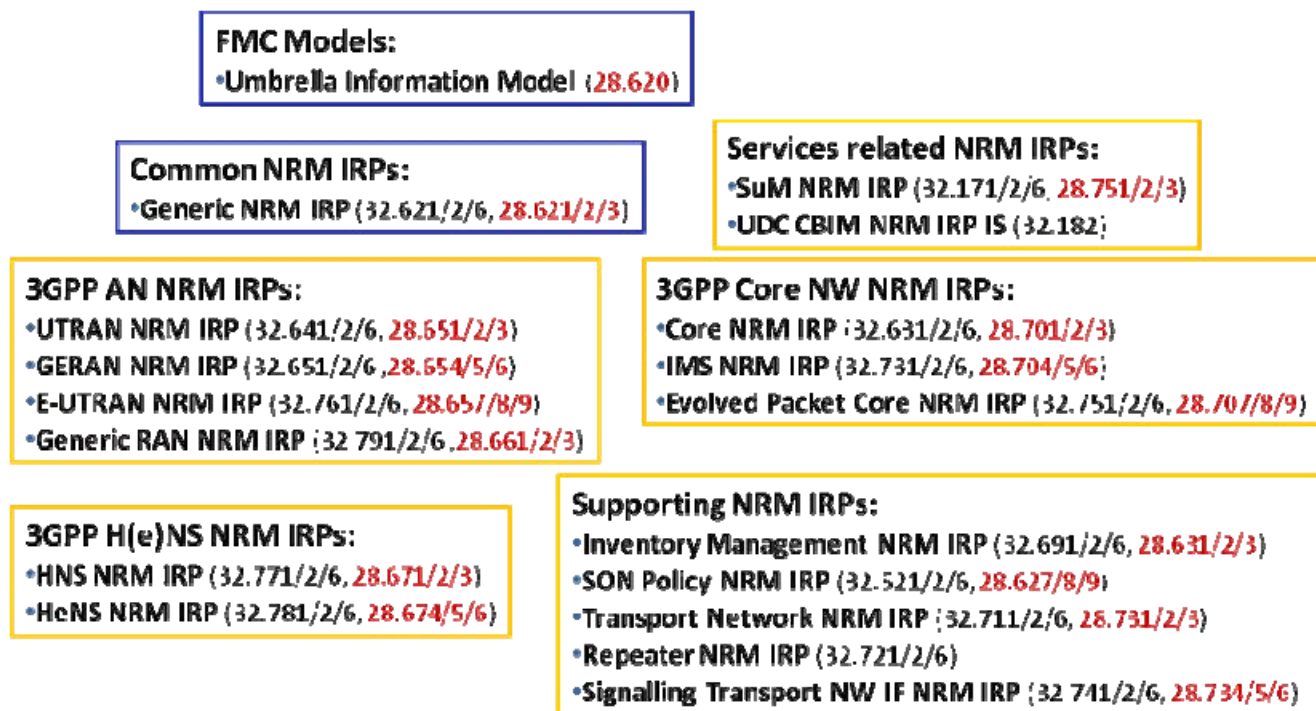 FMC Models:
•Umbrella Information Model (28.620)
Common NRM IRPs:
•Generic NRM IRP (32.621/2/6, 28.621/2/3)
Services related NRM IRPs:
•SuM NRM IRP (32.171/2/6, 28.751/2/3)
•UDC CBIM NRM IRP IS (32.182)
3GPP AN NRM IRPs:
•UTRAN NRM IRP (32.641/2/6, 28.651/2/3)
•GERAN NRM IRP (32.651/2/6 ,28.654/5/6)
•E-UTRAN NRM IRP (32.761/2/6, 28.657/8/9)
•Generic RAN NRM IRP (32 791/2/6 ,28.661/2/3)
3GPP Core NW NRM IRPs:
•Core NRM IRP (32.631/2/6, 28.701/2/3)
•IMS NRM IRP (32.731/2/6, 28.704/5/6)
•Evolved Packet Core NRM IRP (32.751/2/6, 28.707/8/9)
3GPP H(e)NS NRM IRPs:
•HNS NRM IRP (32.771/2/6, 28.671/2/3)
•HeNS NRM IRP (32.781/2/6, 28.674/5/6)
Supporting NRM IRPs:
•Inventory Management NRM IRP (32.691/2/6, 28.631/2/3)
•SON Policy NRM IRP (32.521/2/6, 28.627/8/9)
•Transport Network NRM IRP (32.711/2/6, 28.731/2/3)
•Repeater NRM IRP (32.721/2/6)
•Signalling Transport NW IF NRM IRP (32 741/2/6, 28.734/5/6)